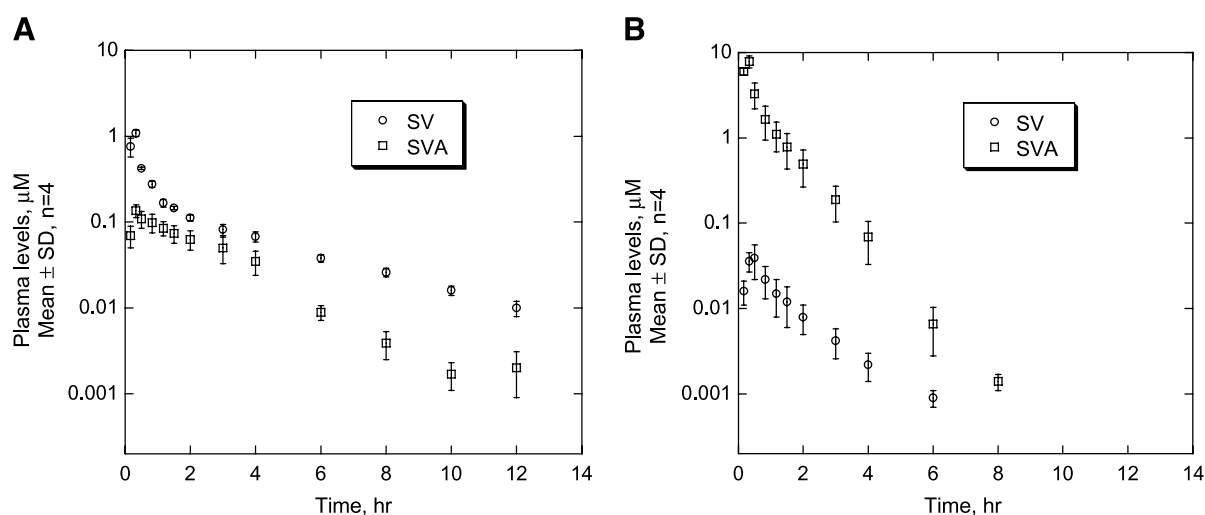 A
10
1
0.1
0.01
0.001
Plasma levels, µM
Mean ± SD, n=4
SV
SVA
0 2 4 6 8 10 12 14
Time, hr
B
10
1
0.1
0.01
0.001
Plasma levels, µM
Mean ± SD, n=4
SV
SVA
0 2 4 6 8 10 12 14
Time, hr